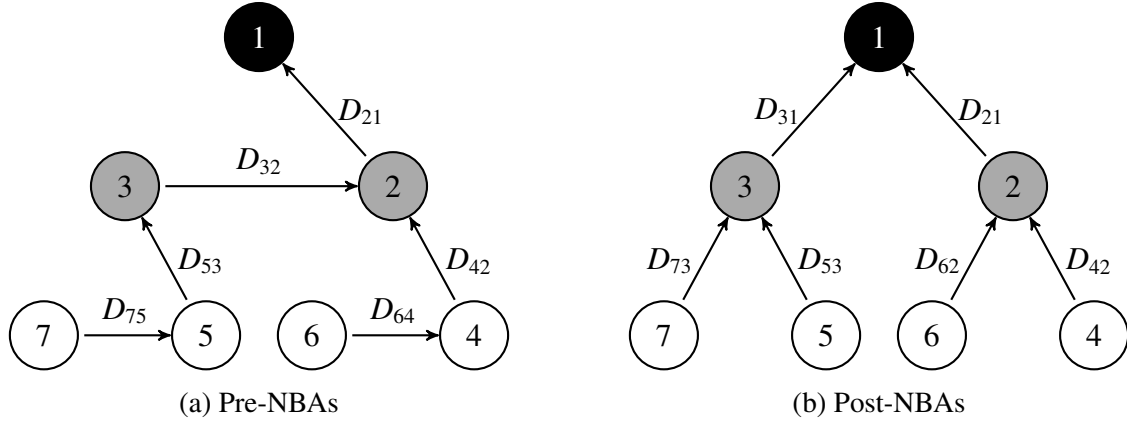 1
D21
D32
3
2
D53
D42
D75
D64
7
5
6
4
(a) Pre-NBAs
1
D31
D21
3
2
D73
D53
D62
D42
7
5
6
4
(b) Post-NBAs